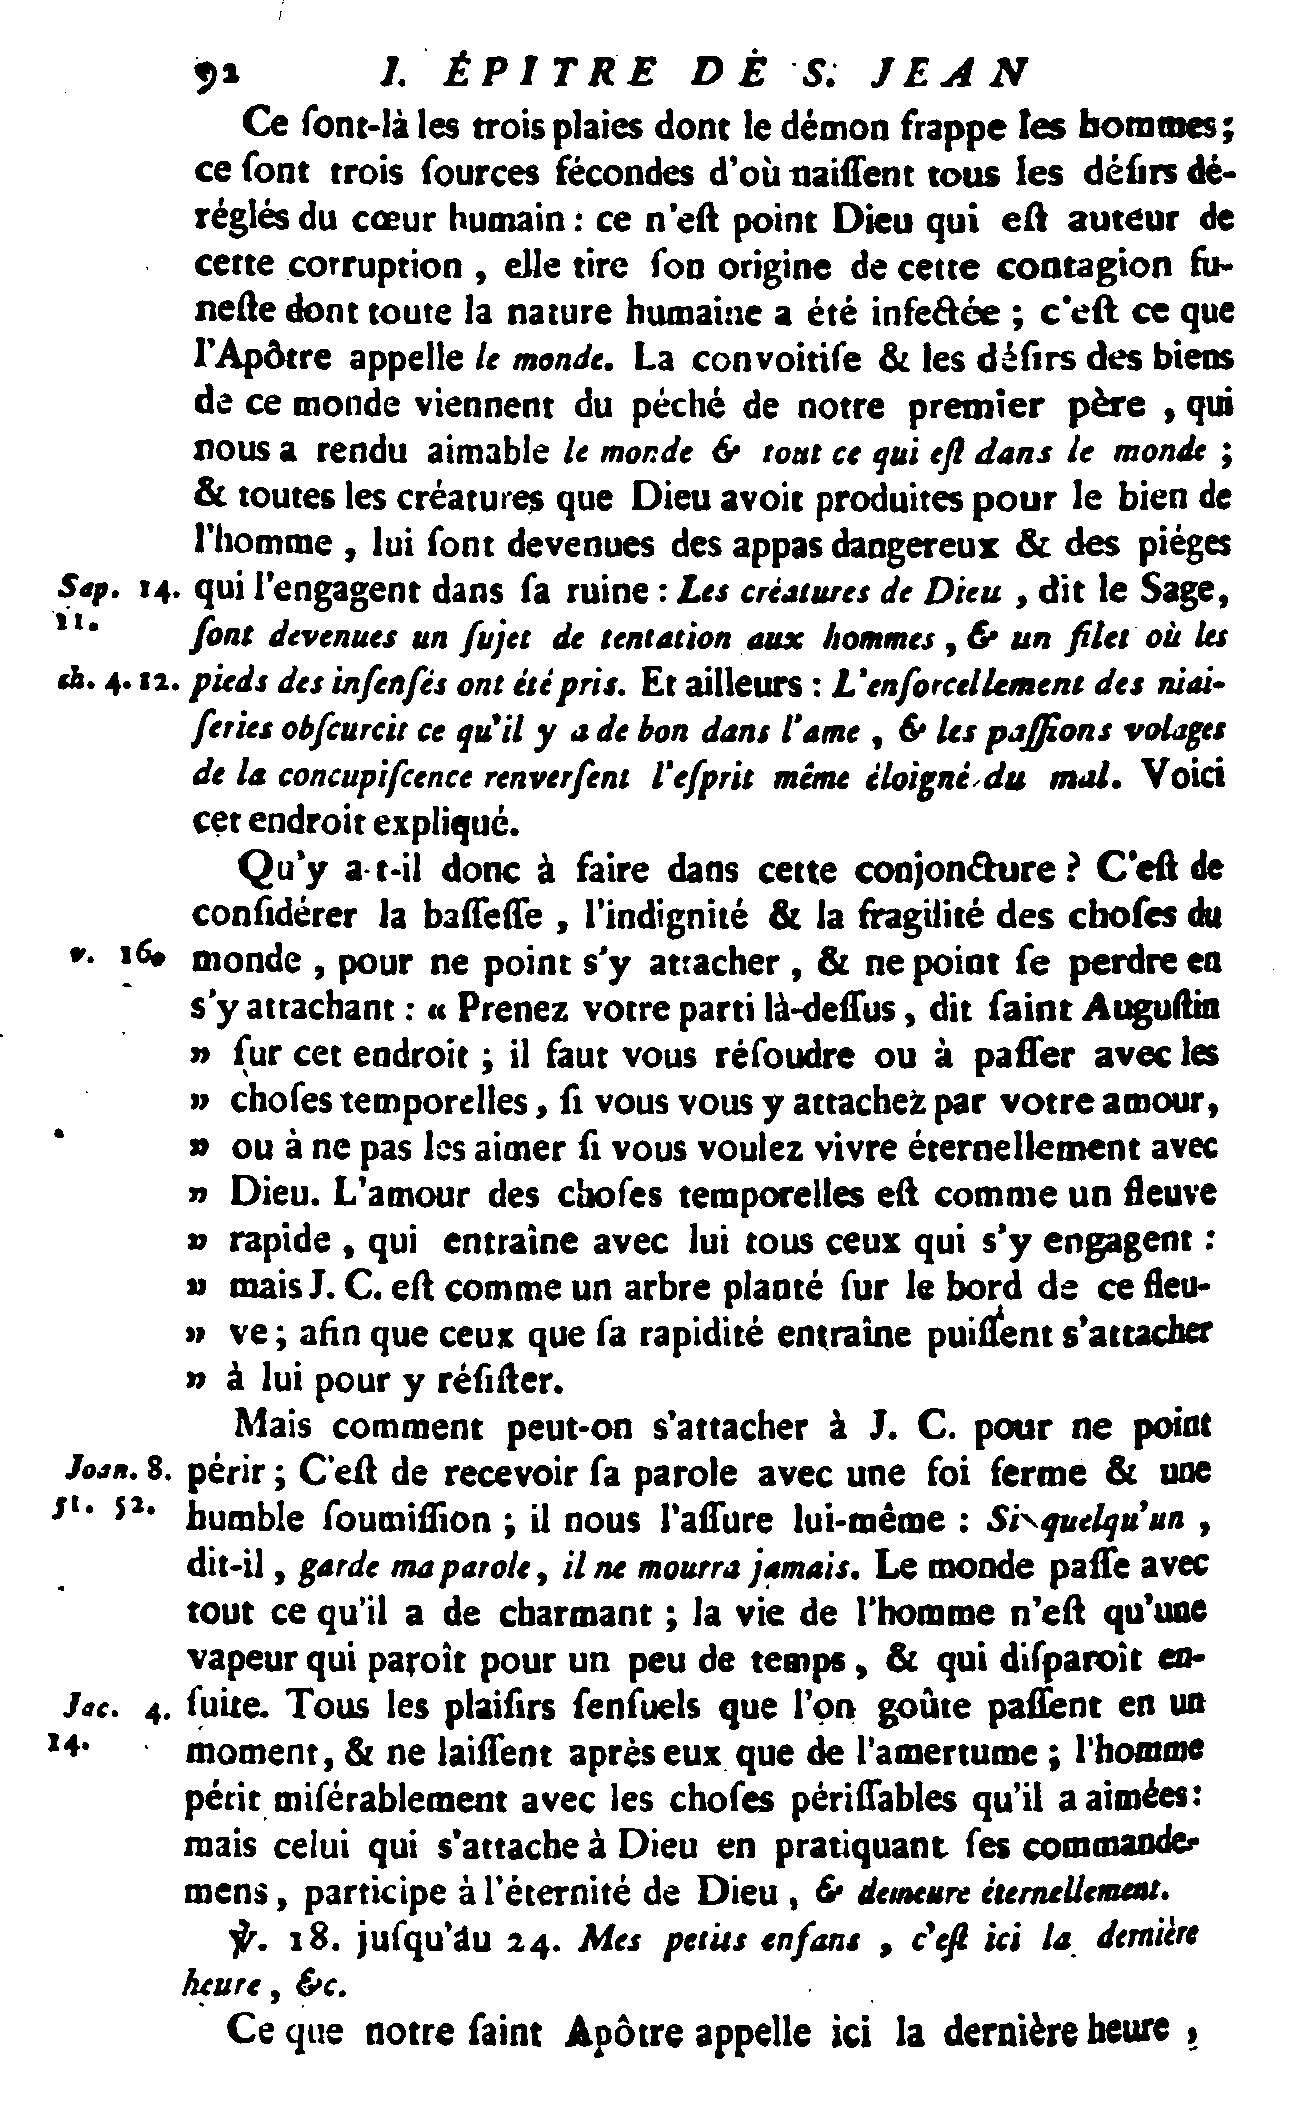 92 I. ÉPITRE DE S. JEAN
Ce ſont-là les trois plaies dont le démon frappe les hommes;
ce ſont trois ſources fécondes d'où naiſſent tous les déſirs dé-
réglés du cœur humain : ce n'eſt point Dieu qui eſt auteur de
cette corruption , elle tire ſon origine de cette contagion fu-
neſte dont toute la nature humaine a été infectée ; c'eſt ce que
l'Apôtre appelle le monde. La convoitiſe & les déſirs des biens
de ce monde viennent du péché de notre premier père , qui
nous a rendu aimable le monde & tout ce qui eſt dans le monde ;
& toutes les créatures que Dieu avoit produites pour le bien de
l'homme , lui ſont devenues des appas dangereux & des piéges
Sap. 14. qui l'engagent dans ſa ruine : Les créatures de Dieu , dit le Sage,
11. ſont devenues un ſujet de tentation aux hommes , & un filet où les
ch. 4. 12. pieds des inſenſés ont été pris. Et ailleurs : L'enſorcellement des niai-
ſeries obſcurcit ce qu'il y a de bon dans l'ame , & les paſſions volages
de la concupiſcence renverſent l'eſprit même éloigné du mal. Voici
cet endroit expliqué.
Qu'y a-t-il donc à faire dans cette conjoncture ? C'eſt de
conſidérer la baſſeſſe , l'indignité & la fragilité des choſes du
v. 16. monde , pour ne point s'y attacher , & ne point ſe perdre en
s'y attachant : « Prenez votre parti là-deſſus, dit ſaint Auguſtin
» ſur cet endroit ; il faut vous réſoudre ou à paſſer avec les
» choſes temporelles, ſi vous vous y attachez par votre amour,
» ou à ne pas les aimer ſi vous voulez vivre éternellement avec
» Dieu. L'amour des choſes temporelles eſt comme un fleuve
» rapide , qui entraîne avec lui tous ceux qui s'y engagent :
» mais J. C. eſt comme un arbre planté ſur le bord de ce fleu-
» ve ; afin que ceux que ſa rapidité entraîne puiſſent s'attacher
» à lui pour y réſiſter.
Mais comment peut-on s'attacher à J. C. pour ne point
Joan. 8. périr ; C'eſt de recevoir ſa parole avec une foi ferme & une
51. 52. humble ſoumiſſion ; il nous l'aſſure lui-même : Si quelqu'un ,
dit-il , garde ma parole, il ne mourra jamais. Le monde paſſe avec
tout ce qu'il a de charmant ; la vie de l'homme n'eſt qu'une
vapeur qui paroît pour un peu de temps, & qui diſparoît en-
Jac. 4. ſuite. Tous les plaiſirs ſenſuels que l'on goûte paſſent en un
14. moment, & ne laiſſent après eux que de l'amertume ; l'homme
périt miſérablement avec les choſes périſſables qu'il a aimées:
mais celui qui s'attache à Dieu en pratiquant ſes commande-
mens, participe à l'éternité de Dieu , & demeure éternellement.
℣. 18. juſqu'au 24. Mes petits enfans , c'eſt ici la dernière
heure , &c.
Ce que notre ſaint Apôtre appelle ici la dernière heure ,